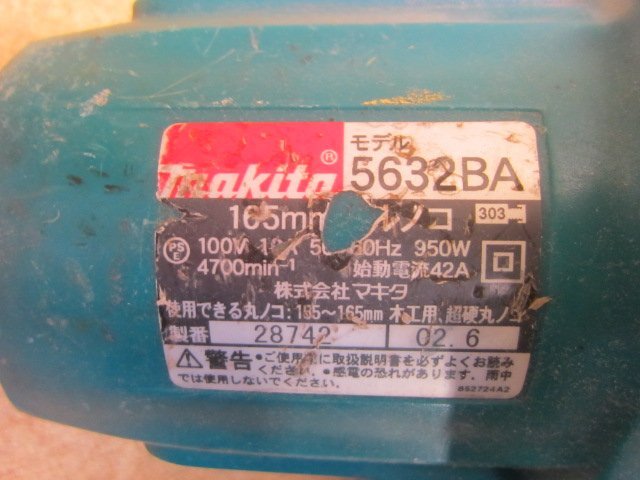 モデル
makita® 5632BA
165mm ノコ 303
PSE 100V 50 60Hz 950W
4700min⁻¹ 始動電流42A
株式会社マキタ
使用できる丸ノコ: ～165mm 木工用、超硬丸ノコ
製番 28742 02.6
⚠警告 ●ご使用前に取扱説明書を必ずよくお読み
ください。●感電の恐れがあります。雨中
では使用しないでください。
852724A2